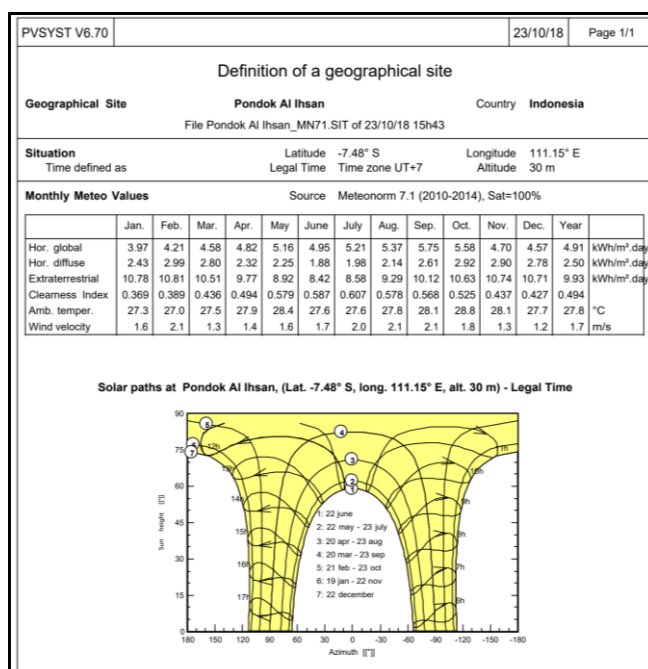 PVSYST V6.70 23/10/18 Page 1/1
Definition of a geographical site
Geographical Site Pondok Al Ihsan Country Indonesia
File Pondok Al Ihsan_MN71.SIT of 23/10/18 15h43
Situation Latitude -7.48° S Longitude 111.15° E
Time defined as Legal Time Time zone UT+7 Altitude 30 m
Monthly Meteo Values Source Meteonorm 7.1 (2010-2014), Sat=100%
Jan. Feb. Mar. Apr. May June July Aug. Sep. Oct. Nov. Dec. Year
Hor. global 3.97 4.21 4.58 4.82 5.16 4.95 5.21 5.37 5.75 5.58 4.70 4.57 4.91 kWh/m².day
Hor. diffuse 2.43 2.99 2.80 2.32 2.25 1.88 1.98 2.14 2.61 2.92 2.90 2.78 2.50 kWh/m².day
Extraterrestrial 10.78 10.81 10.51 9.77 8.92 8.42 8.58 9.29 10.12 10.63 10.74 10.71 9.93 kWh/m².day
Clearness Index 0.369 0.389 0.436 0.494 0.579 0.587 0.607 0.578 0.568 0.525 0.437 0.427 0.494
Amb. temper. 27.3 27.0 27.5 27.9 28.4 27.6 27.6 27.8 28.1 28.8 28.1 27.7 27.8 °C
Wind velocity 1.6 2.1 1.3 1.4 1.6 1.7 2.0 2.1 2.1 1.8 1.3 1.2 1.7 m/s
Solar paths at Pondok Al Ihsan, (Lat. -7.48° S, long. 111.15° E, alt. 30 m) - Legal Time
90
5
4
6
12h
1h
75
7
3
13h
10h
2
60
1
14h
9h
1: 22 june
45
2: 22 may - 23 july
15h
8h
3: 20 apr - 23 aug
4: 20 mar - 23 sep
30
16h
7h
5: 21 feb - 23 oct
6: 19 jan - 22 nov
15
17h
6h
7: 22 december
0
180 150 120 90 60 30 0 -30 -60 -90 -120 -150 -180
Azimuth [[°]]
Sun height [[°]]